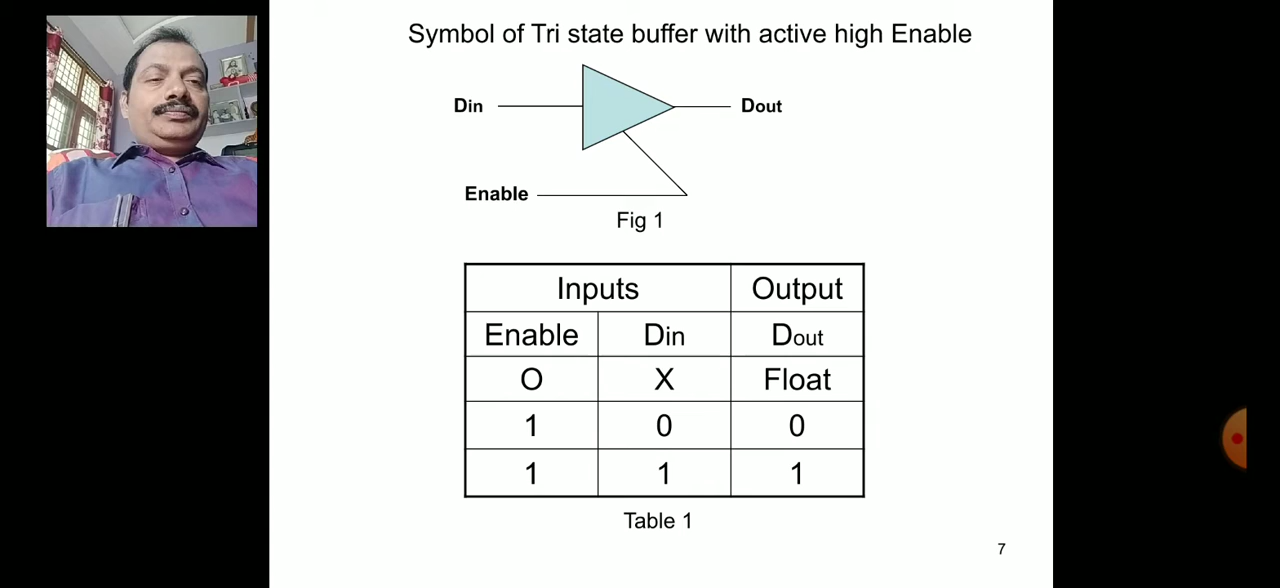 Symbol of Tri state buffer with active high Enable
Din
Dout
Enable
Fig 1
Inputs Output
Enable Din Dout
O X Float
1 0 0
1 1 1
Table 1
7